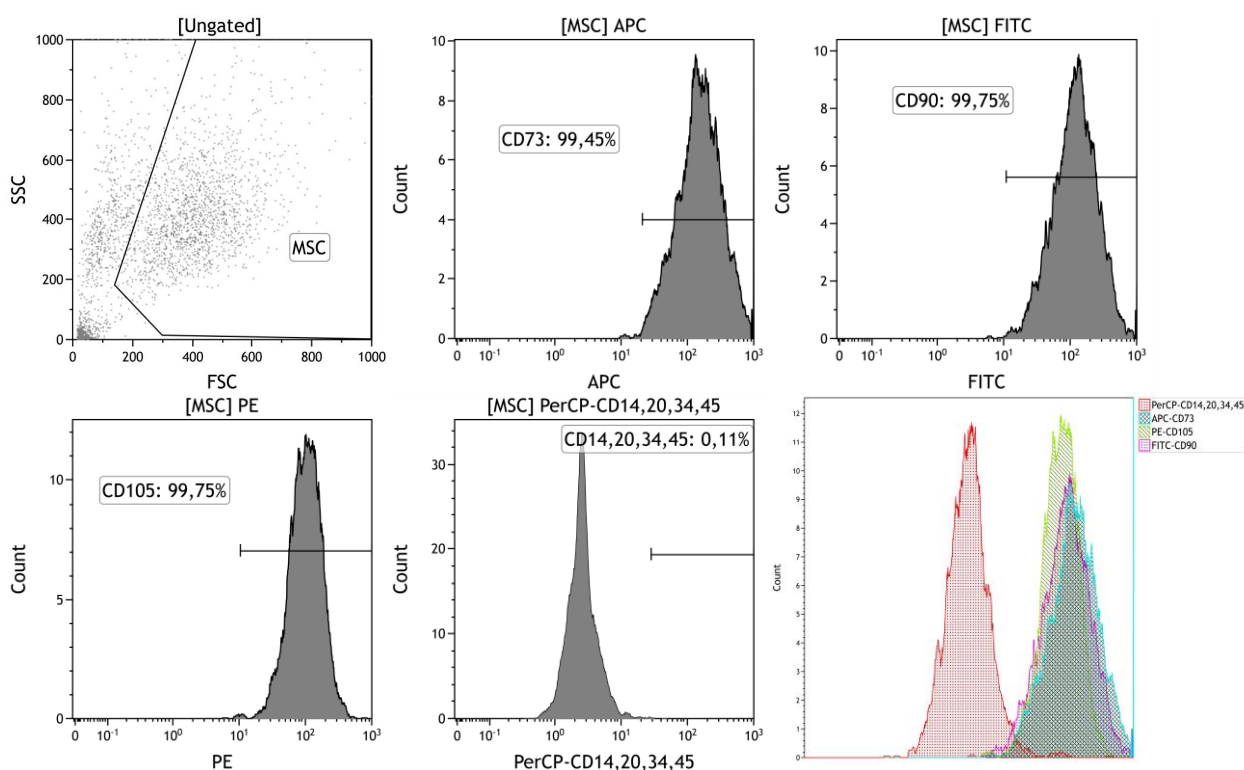 [Ungated]
1000
800
600
400
200
0
SSC
MSC
0 200 400 600 800 1000
FSC
[MSC] APC
10
8
6
4
2
0
Count
CD73: 99,45%
0 10-1 100 101 102 103
APC
[MSC] FITC
10
8
6
4
2
0
Count
CD90: 99,75%
0 10-1 100 101 102 103
FITC
[MSC] PE
10
5
0
Count
CD105: 99,75%
0 10-1 100 101 102 103
PE
[MSC] PerCP-CD14,20,34,45
CD14,20,34,45: 0,11%
30
20
10
0
Count
0 10-1 100 101 102 103
PerCP-CD14,20,34,45
12
11
10
9
8
7
6
5
4
3
2
1
0
Count
PerCP-CD14,20,34,45
APC-CD73
PE-CD105
FITC-CD90